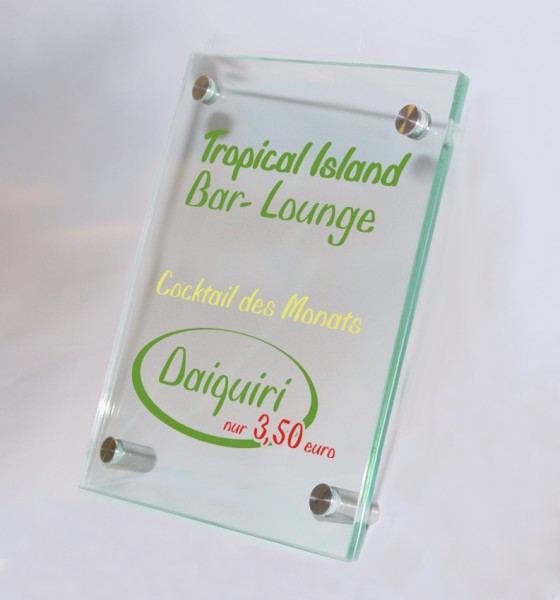 Tropical Island
Bar-Lounge
Cocktail des Monats
Daiquiri
nur 3,50 euro